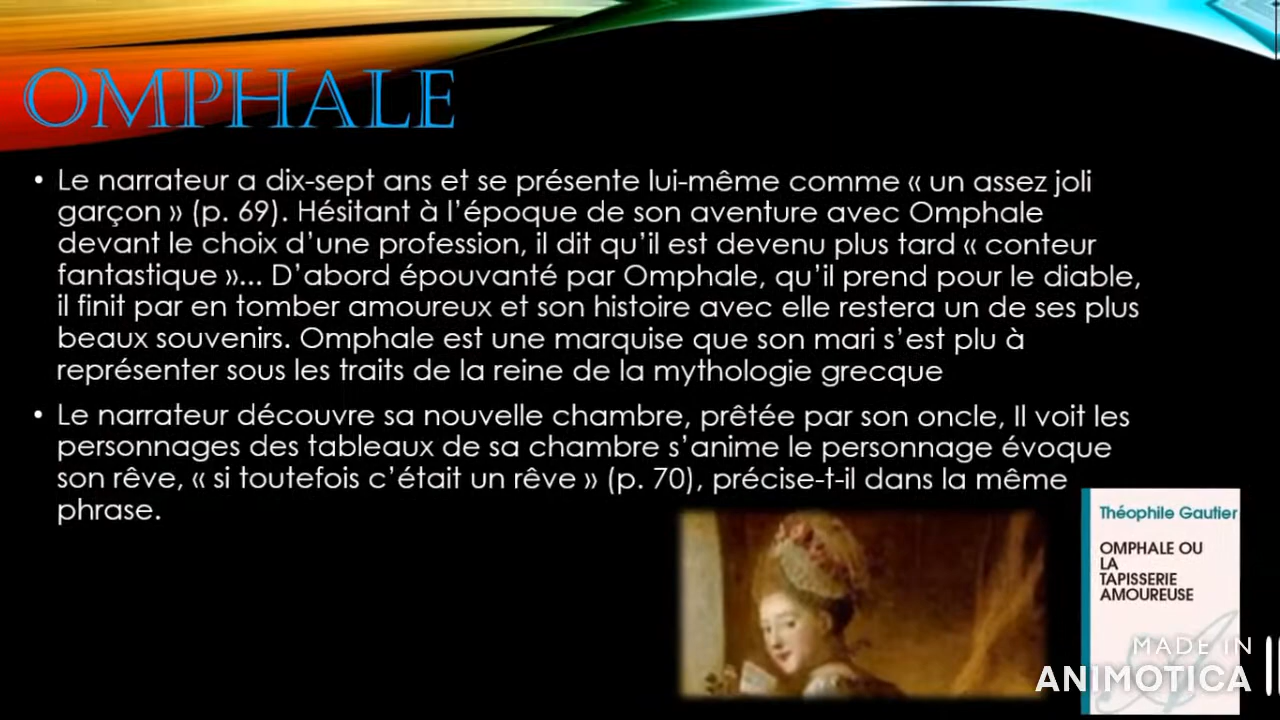 OMPHALE
• Le narrateur a dix-sept ans et se présente lui-même comme « un assez joli
garçon » (p. 69). Hésitant à l’époque de son aventure avec Omphale
devant le choix d’une profession, il dit qu’il est devenu plus tard « conteur
fantastique »... D’abord épouvanté par Omphale, qu’il prend pour le diable,
il finit par en tomber amoureux et son histoire avec elle restera un de ses plus
beaux souvenirs. Omphale est une marquise que son mari s’est plu à
représenter sous les traits de la reine de la mythologie grecque
• Le narrateur découvre sa nouvelle chambre, prêtée par son oncle, Il voit les
personnages des tableaux de sa chambre s’anime le personnage évoque
son rêve, « si toutefois c’était un rêve » (p. 70), précise-t-il dans la même
phrase.
Théophile Gautier
OMPHALE OU
LA
TAPISSERIE
AMOUREUSE
MADE IN
ANIMOTICA